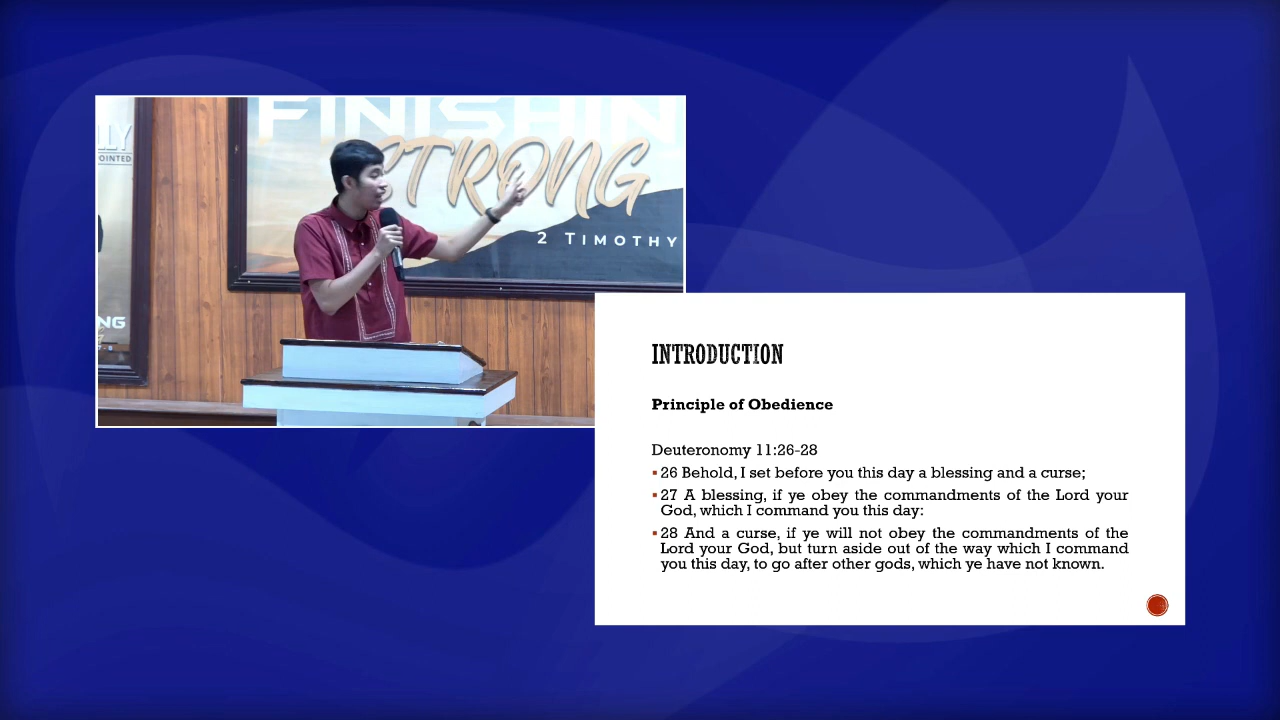 LLY
OINTED
NG
FINISHIN
STRONG
2 TIMOTHY
INTRODUCTION
Principle of Obedience
Deuteronomy 11:26-28
▪26 Behold, I set before you this day a blessing and a curse;
▪27 A blessing, if ye obey the commandments of the Lord your
God, which I command you this day:
▪28 And a curse, if ye will not obey the commandments of the
Lord your God, but turn aside out of the way which I command
you this day, to go after other gods, which ye have not known.